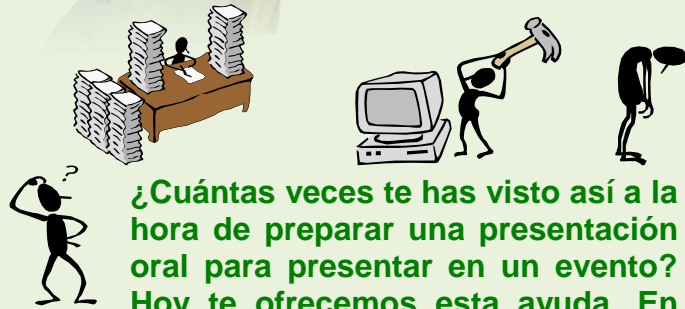 ?
¿Cuántas veces te has visto así a la
hora de preparar una presentación
oral para presentar en un evento?
Hoy te ofrecemos esta ayuda. En